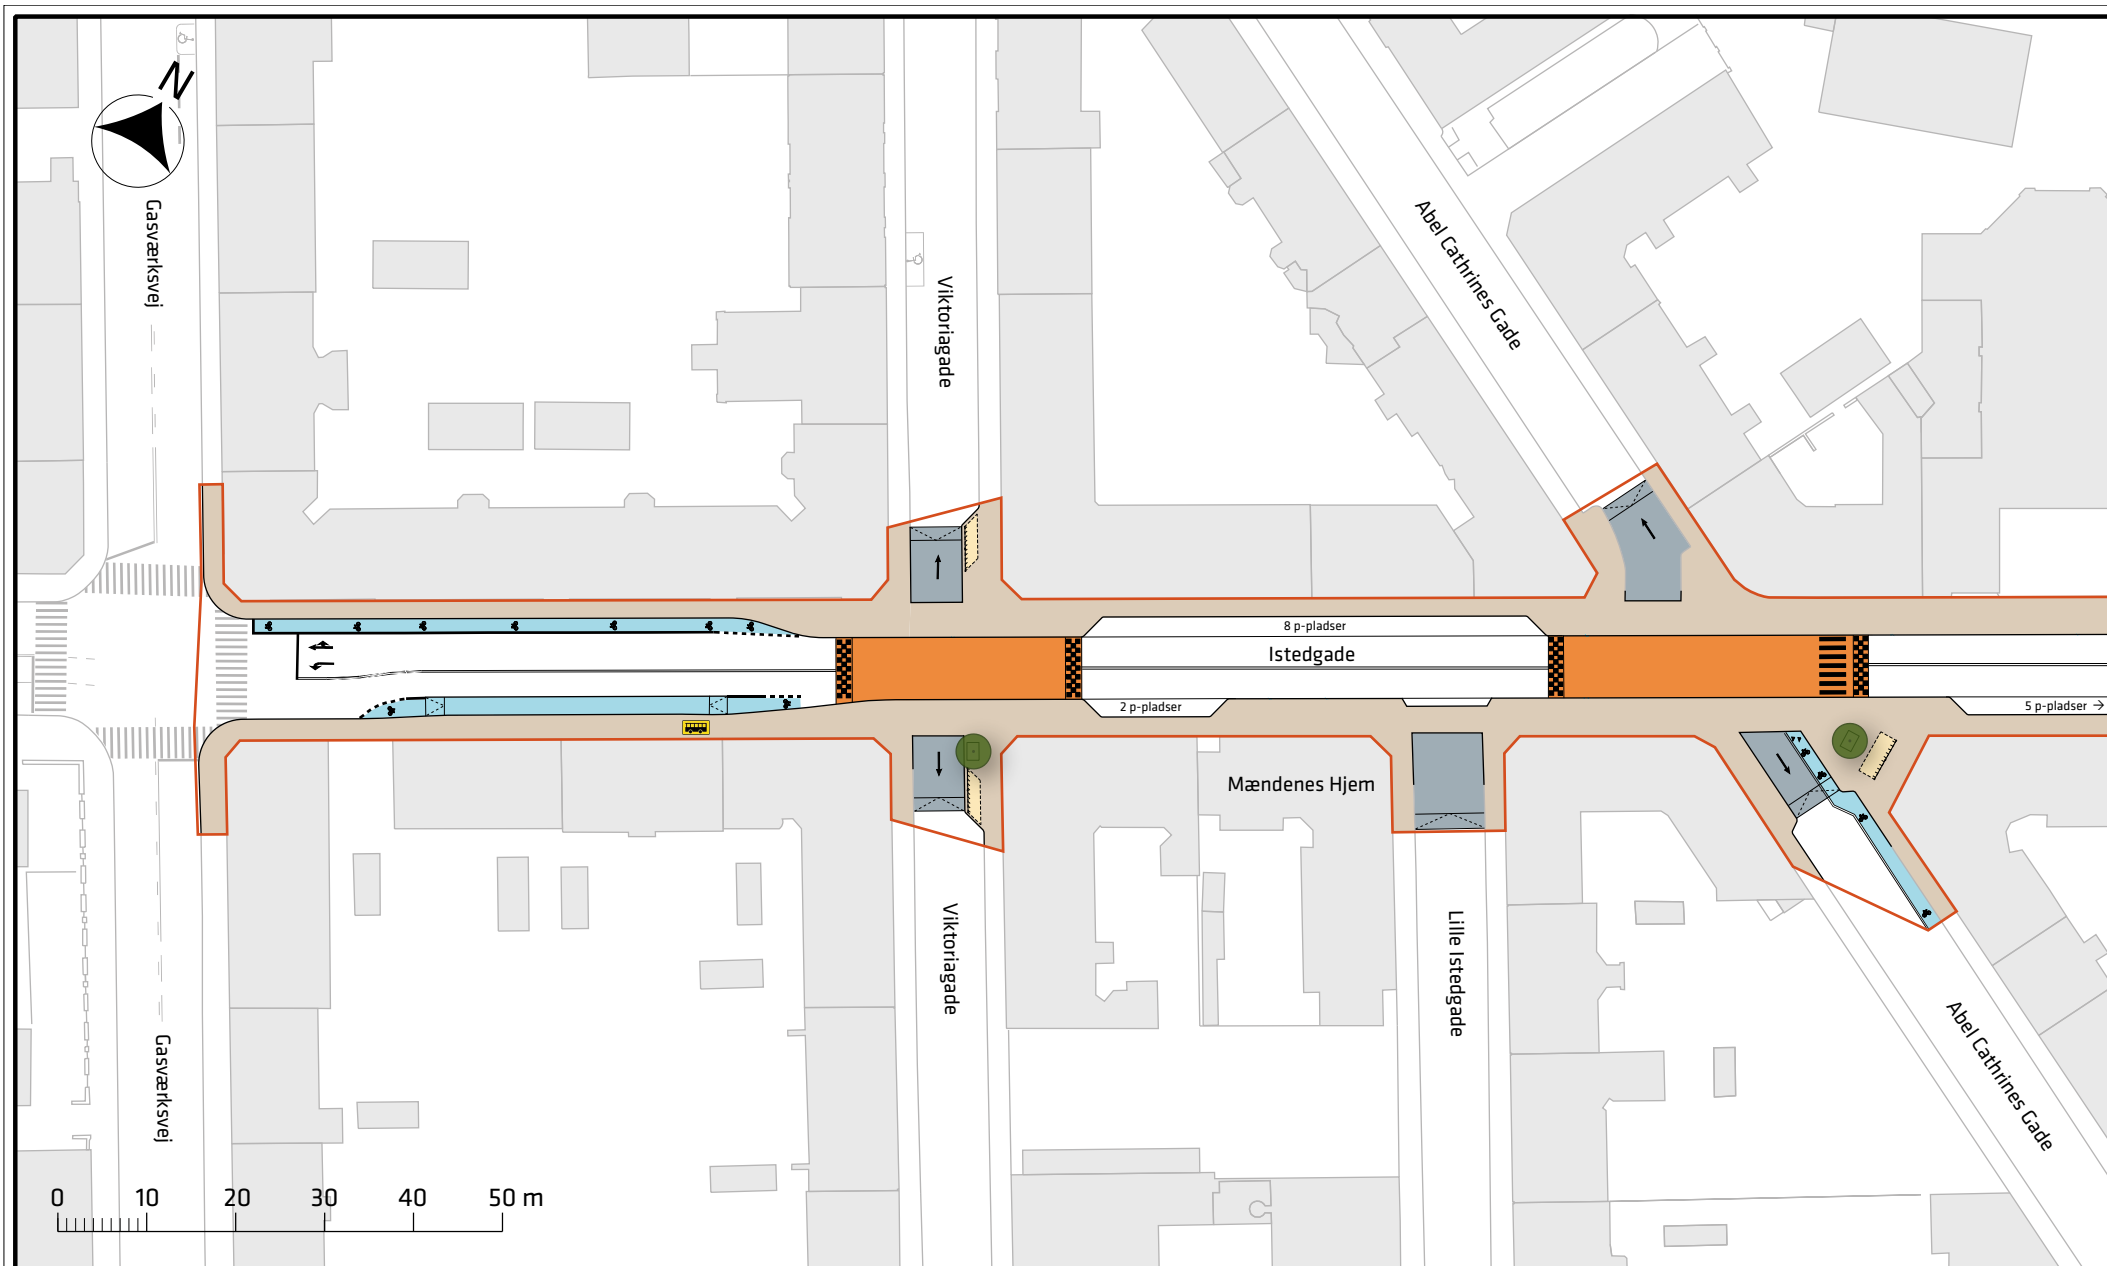 N
Gasværksvej
Viktoriagade
Abel Cathrines Gade
8 p-pladser
Istedgade
2 p-pladser
5 p-pladser →
Mændenes Hjem
Viktoriagade
Lille Istedgade
Abel Cathrines Gade
Gasværksvej
0 10 20 30 40 50 m